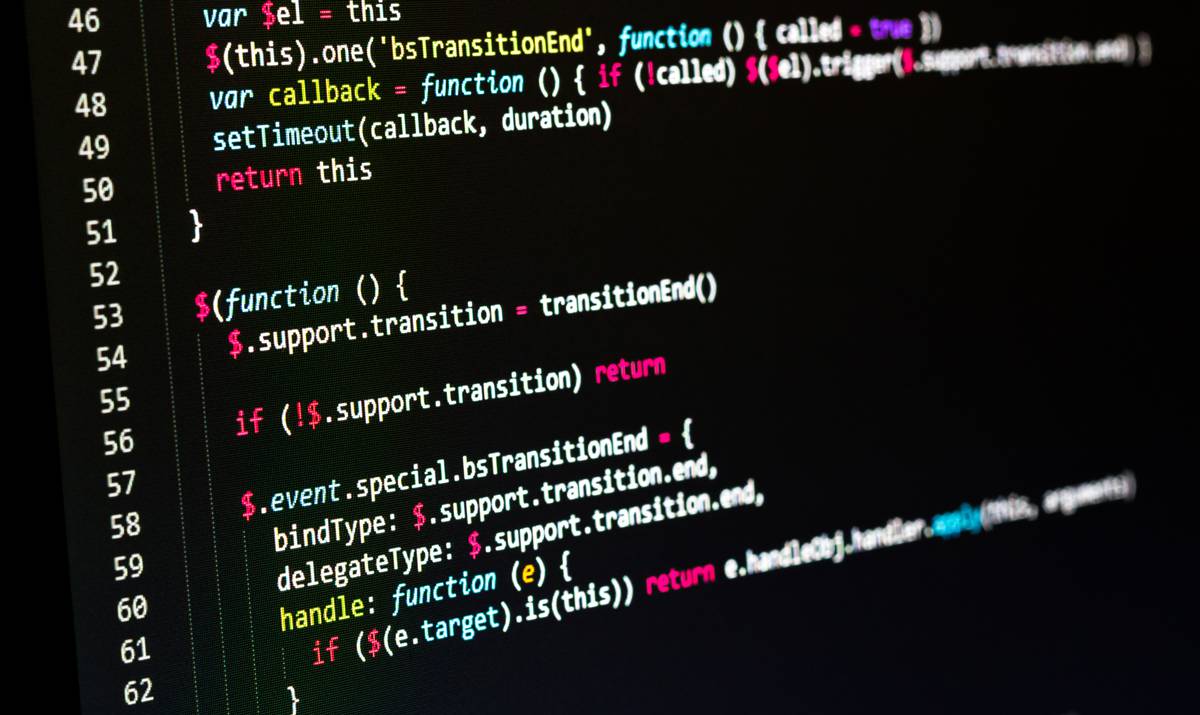 46 var $el = this
47 $(this).one('bsTransitionEnd', function () { called = true })
48 var callback = function () { if (!called) $($el).trigger($.support.transition.end) }
49 setTimeout(callback, duration)
50 return this
51 }
52
53 $(function () {
54 $.support.transition = transitionEnd()
55
56 if (!$.support.transition) return
57
58 $.event.special.bsTransitionEnd = {
59 bindType: $.support.transition.end,
60 delegateType: $.support.transition.end,
61 handle: function (e) {
62 if ($(e.target).is(this)) return e.handleObj.handler.apply(this, arguments)
}